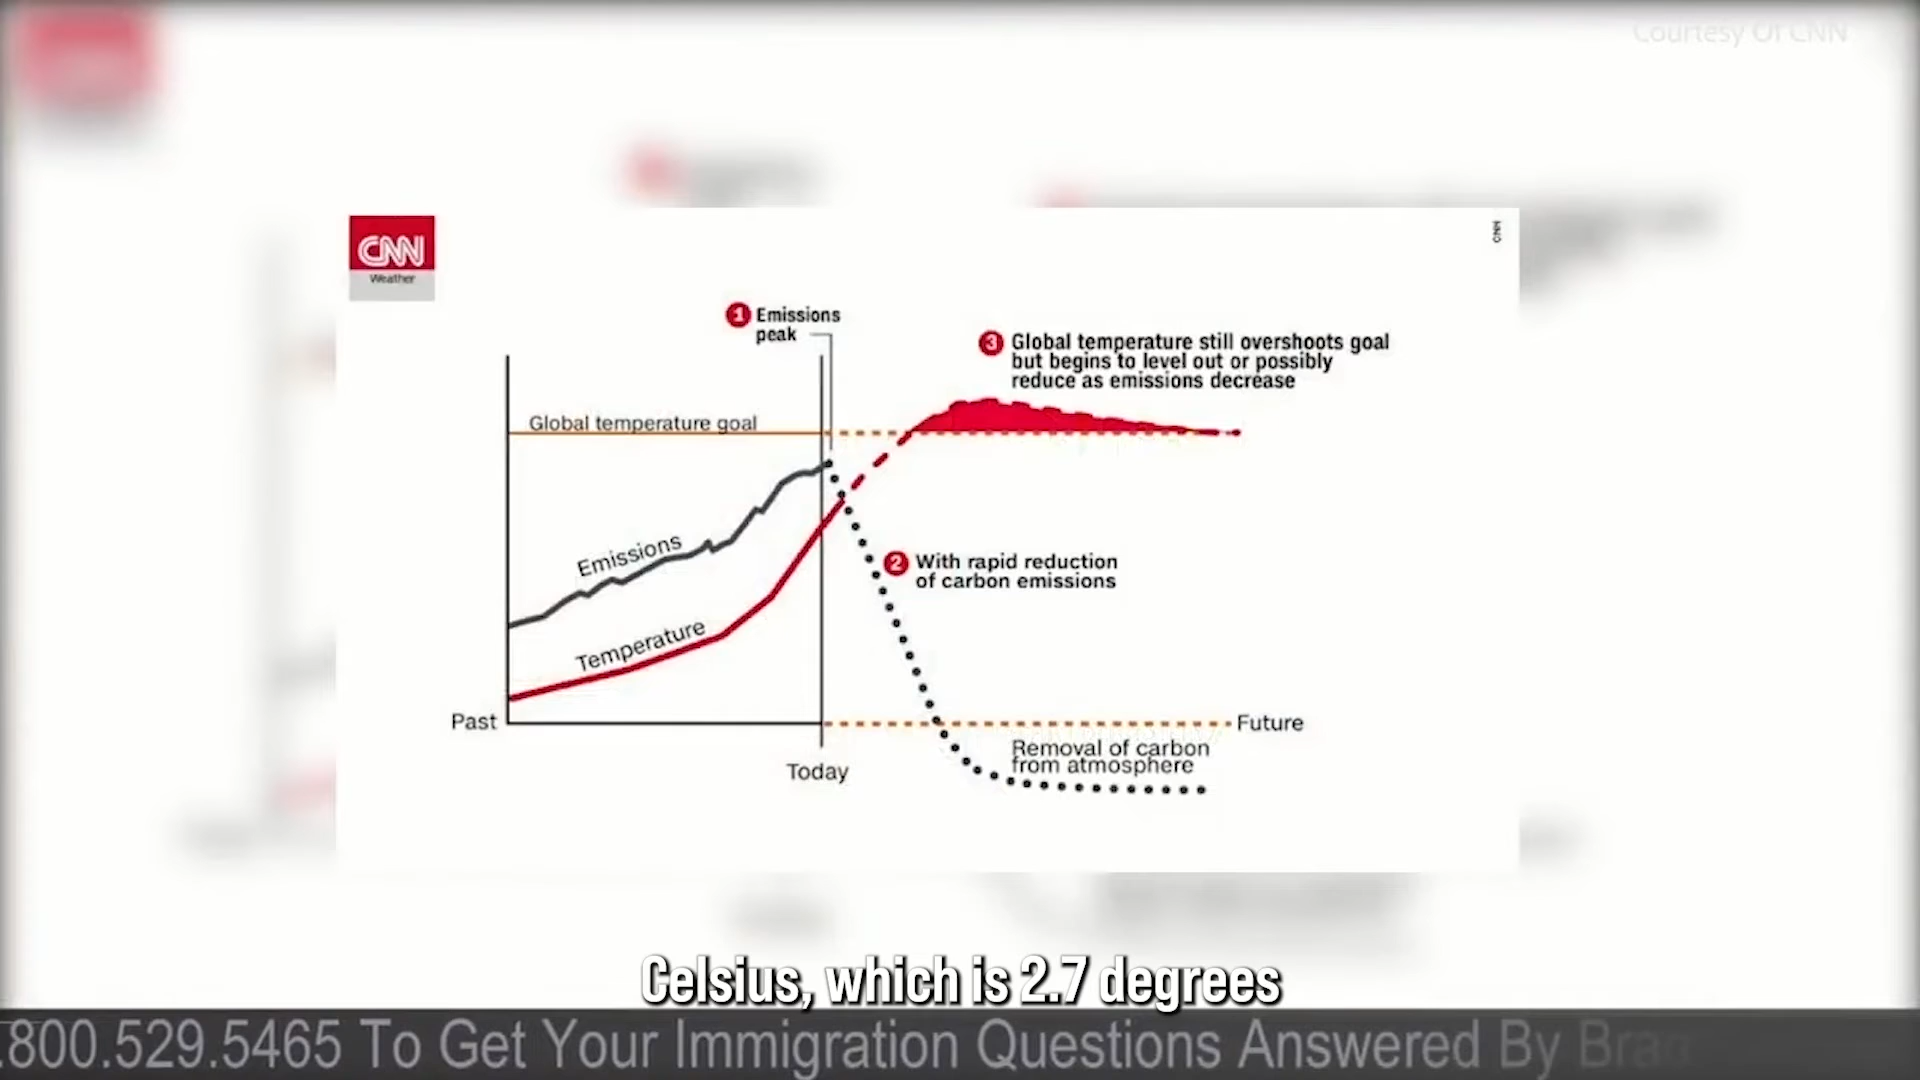 Courtesy Of CNN
CNN
Weather
CNN
1 Emissions
peak
3 Global temperature still overshoots goal
but begins to level out or possibly
reduce as emissions decrease
Global temperature goal
Emissions
2 With rapid reduction
of carbon emissions
Temperature
Past
Future
Removal of carbon
from atmosphere
Today
Celsius, which is 2.7 degrees
.800.529.5465 To Get Your Immigration Questions Answered By Brad